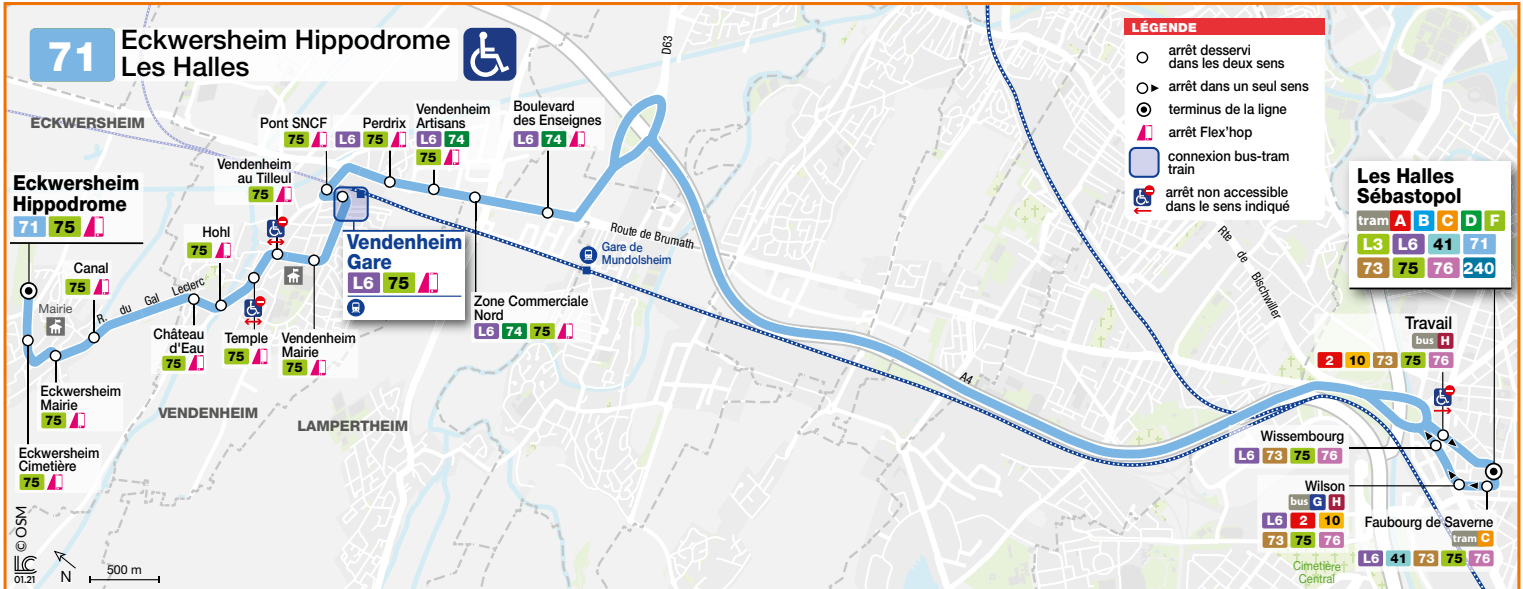 71
Eckwersheim Hippodrome
Les Halles
LÉGENDE
arrêt desservi
dans les deux sens
arrêt dans un seul sens
terminus de la ligne
arrêt Flex'hop
connexion bus-tram
train
arrêt non accessible
dans le sens indiqué
ECKWERSHEIM
Eckwersheim
Hippodrome
71 75
Mairie
Canal
75
R. du Gal Leclerc
Eckwersheim
Mairie
75
Eckwersheim
Cimetière
75
Château
d'Eau
75
Hohl
75
Temple
75
Vendenheim
au Tilleul
75
Vendenheim
Mairie
75
VENDENHEIM
LAMPERTHEIM
Pont SNCF
75
Vendenheim
Gare
L6 75
Perdrix
L6 75
Vendenheim
Artisans
L6 74
75
Zone Commerciale
Nord
L6 74 75
Boulevard
des Enseignes
L6 74
D63
Route de Brumath
Gare de
Mundolsheim
A4
Rte de Bischwiller
Les Halles
Sébastopol
tram A B C D F
L3 L6 41 71
73 75 76 240
Travail
bus H
2 10 73 75 76
Wissembourg
L6 73 75 76
Wilson
bus G H
L6 2 10
73 75 76
Faubourg de Saverne
tram C
L6 41 73 75 76
Cimetière
Central
© OSM
LC
01.21
N
500 m